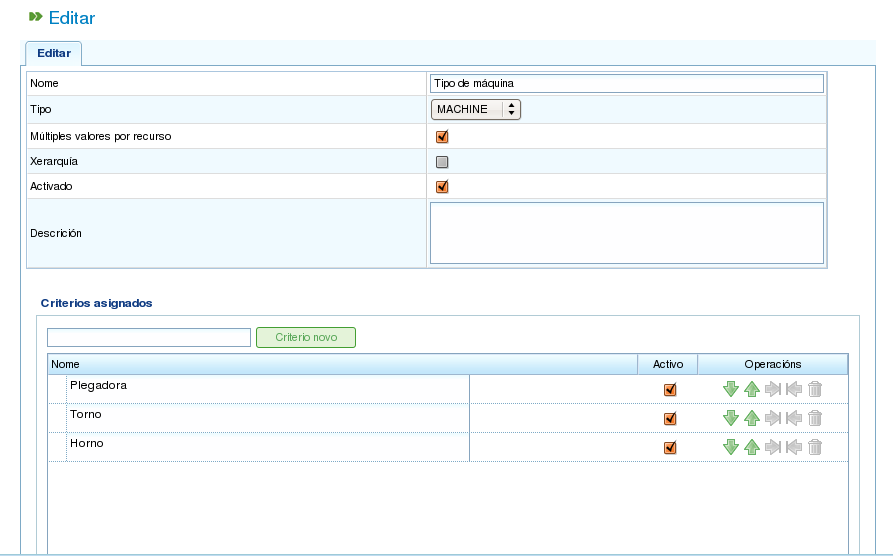 Editar
Editar
Nome Tipo de máquina
Tipo MACHINE
Múltiples valores por recurso
Xerarquía
Activado
Descrición
Criterios asignados
Criterio novo
Nome Activo Operacións
Plegadora
Torno
Horno